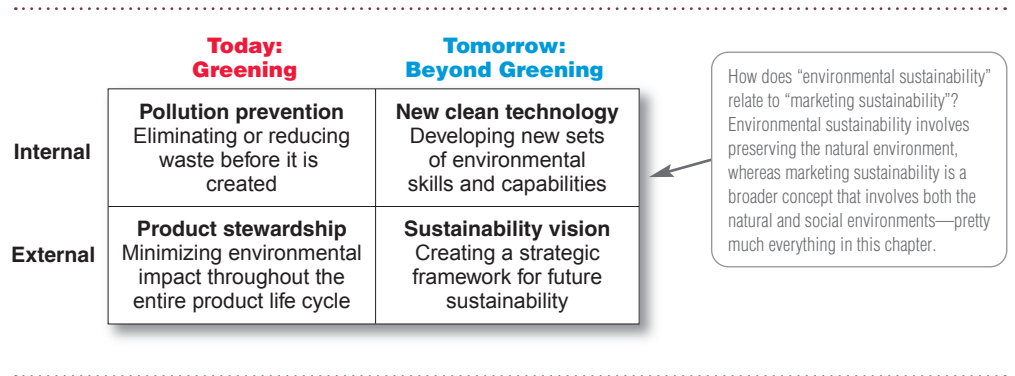 Today:
Greening
Tomorrow:
Beyond Greening
Internal
Pollution prevention
Eliminating or reducing
waste before it is
created
New clean technology
Developing new sets
of environmental
skills and capabilities
External
Product stewardship
Minimizing environmental
impact throughout the
entire product life cycle
Sustainability vision
Creating a strategic
framework for future
sustainability
How does “environmental sustainability”
relate to “marketing sustainability”?
Environmental sustainability involves
preserving the natural environment,
whereas marketing sustainability is a
broader concept that involves both the
natural and social environments—pretty
much everything in this chapter.